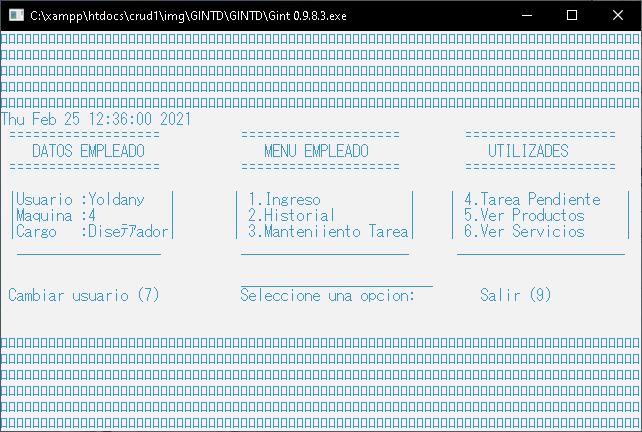 C:\xampp\htdocs\crud1\img\GINTD\GINTD\Gint 0.9.8.3.exe
Thu Feb 25 12:36:00 2021
=================== ==================== ===================
DATOS EMPLEADO MENU EMPLEADO UTILIZADES
=================== ==================== ===================
|Usuario :Yoldany | | 1.Ingreso | | 4.Tarea Pendiente |
|Maquina :4 | | 2.Historial | | 5.Ver Productos |
|Cargo :Diseﾃアador| | 3.Manteniiento Tarea| | 6.Ver Servicios |
Cambiar usuario (7) Seleccione una opcion: Salir (9)